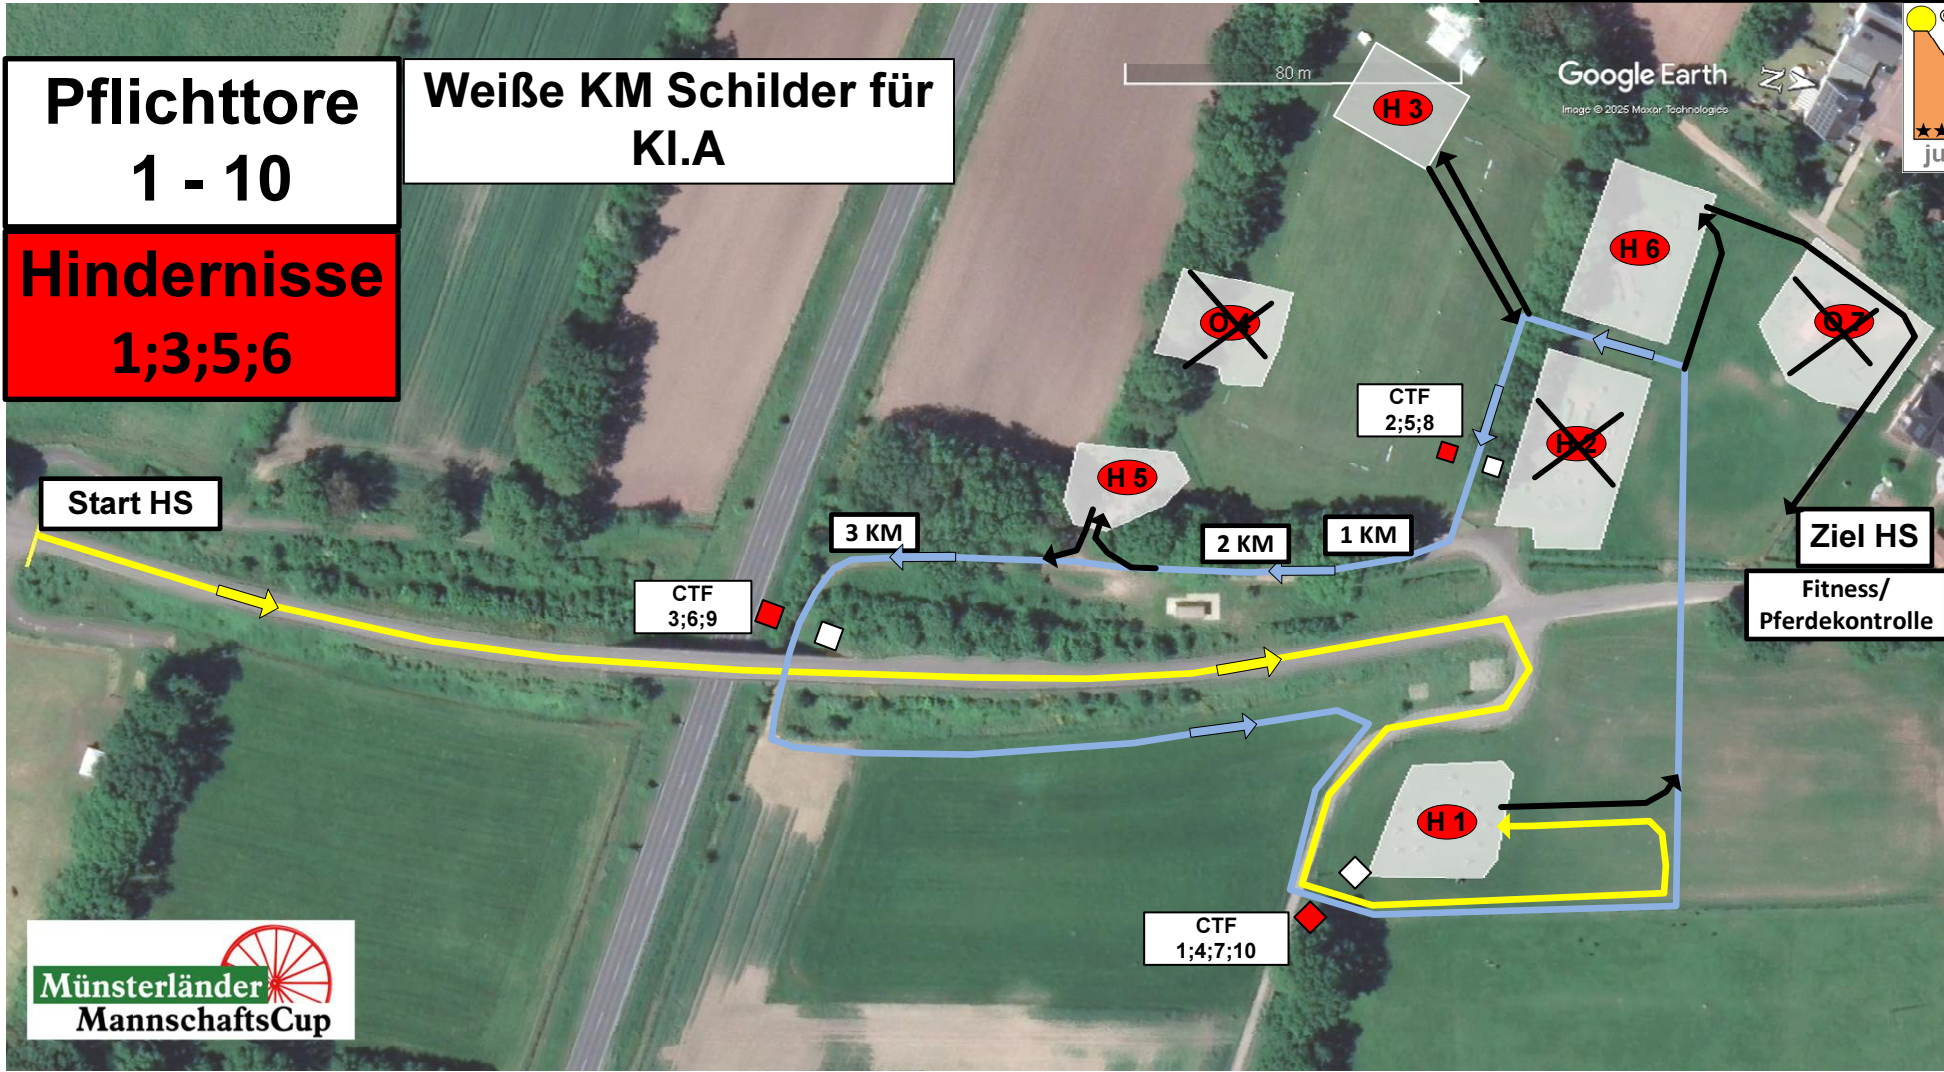 Pflichttore
1 - 10
Hindernisse
1;3;5;6
Weiße KM Schilder für
Kl.A
80 m
Google Earth
Image © 2025 Maxar Technologies
N
©
★★
ju
H 3
H 6
H 2
H 5
H 1
CTF
2;5;8
Start HS
3 KM
2 KM
1 KM
Ziel HS
Fitness/
Pferdekontrolle
CTF
3;6;9
CTF
1;4;7;10
Münsterländer
MannschaftsCup